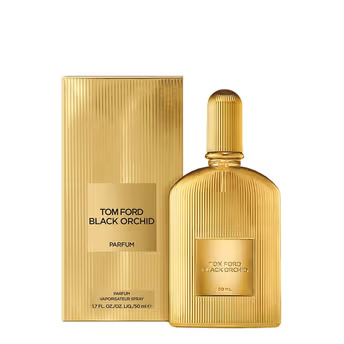 TOM FORD
BLACK ORCHID
PARFUM
PARFUM
VAPORISATEUR SPRAY
1.7 FL. OZ./OZ. LIQ./50 ml ℮
TOM FORD
BLACK ORCHID
50 ML